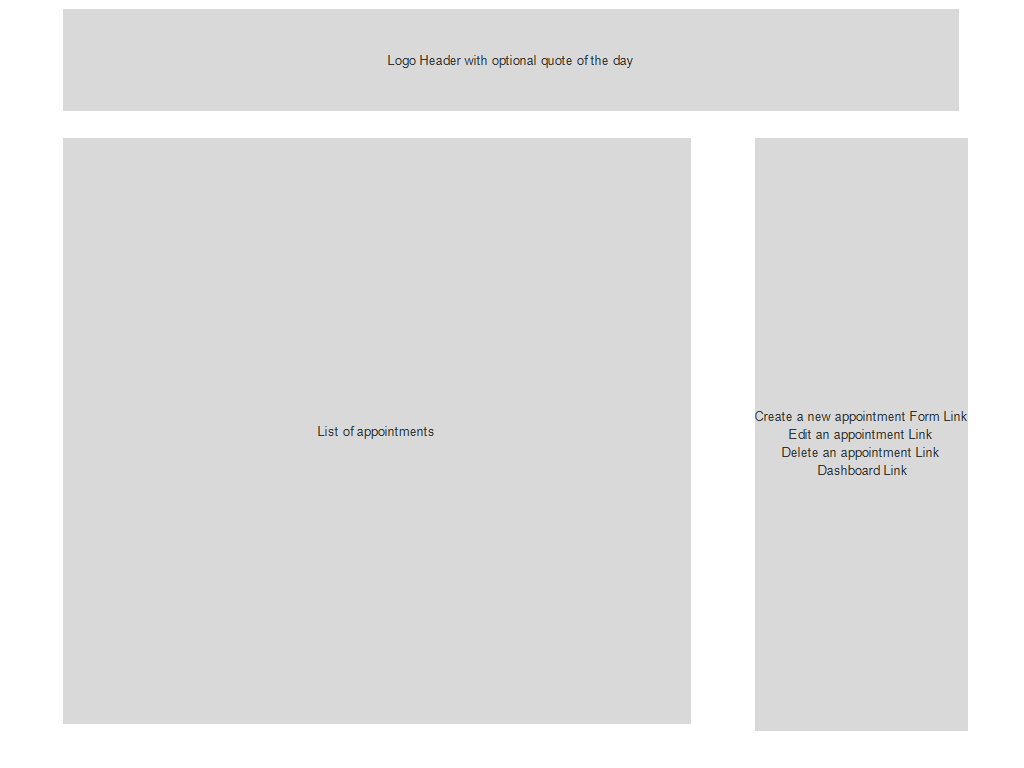 Logo Header with optional quote of the day
List of appointments
Create a new appointment Form Link
Edit an appointment Link
Delete an appointment Link
Dashboard Link